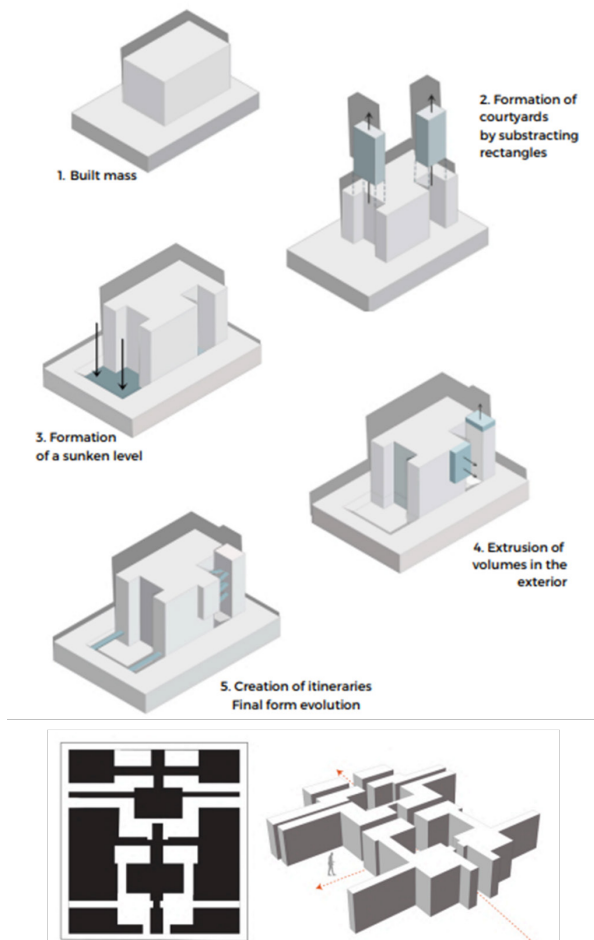 1. Built mass
2. Formation of
courtyards
by substracting
rectangles
3. Formation
of a sunken level
4. Extrusion of
volumes in the
exterior
5. Creation of itineraries
Final form evolution